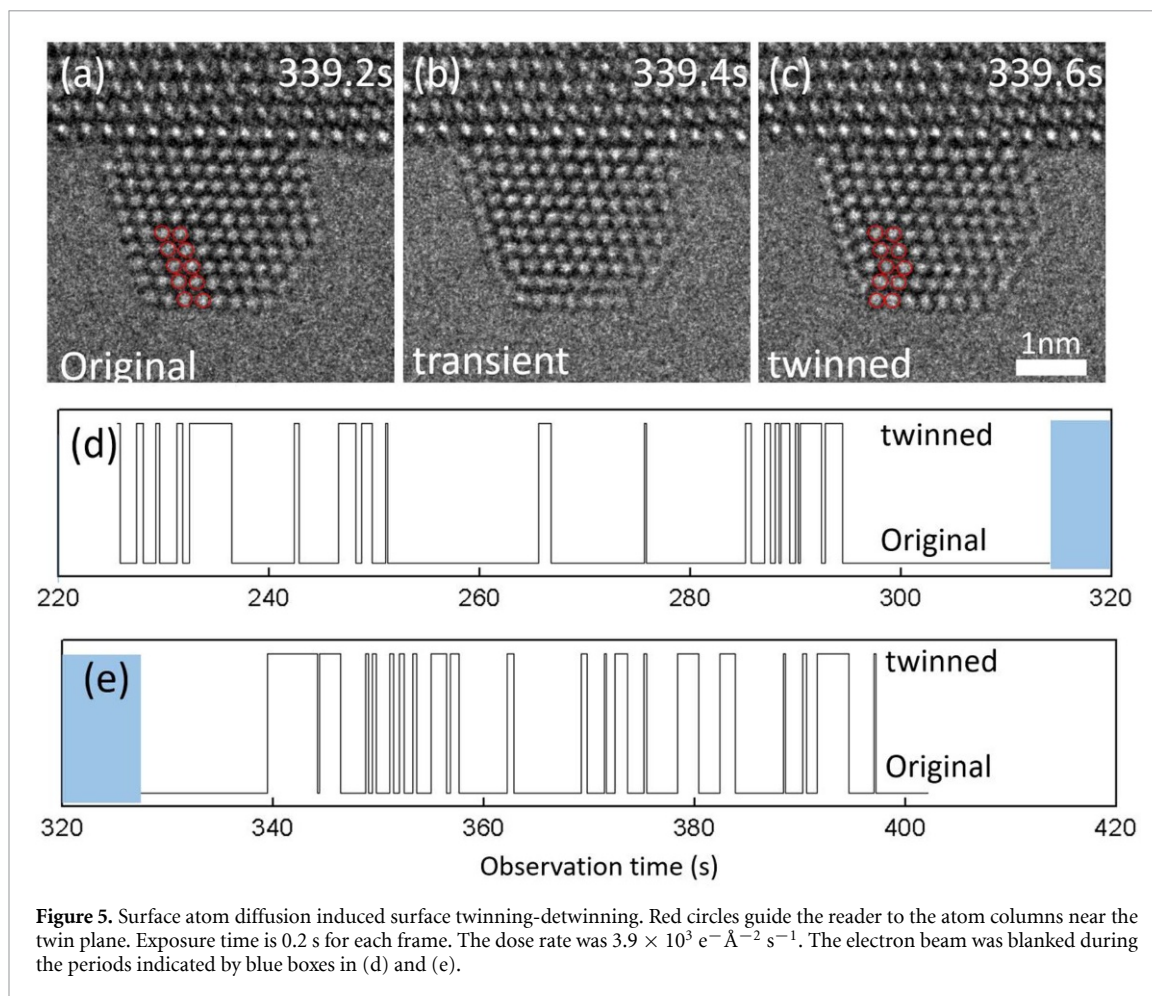 (a) 339.2s (b) 339.4s (c) 339.6s
Original transient twinned 1nm
(d) twinned
Original
220 240 260 280 300 320
(e) twinned
Original
320 340 360 380 400 420
Observation time (s)
Figure 5. Surface atom diffusion induced surface twinning-detwinning. Red circles guide the reader to the atom columns near the
twin plane. Exposure time is 0.2 s for each frame. The dose rate was 3.9 × 10³ e⁻ Å⁻² s⁻¹. The electron beam was blanked during
the periods indicated by blue boxes in (d) and (e).